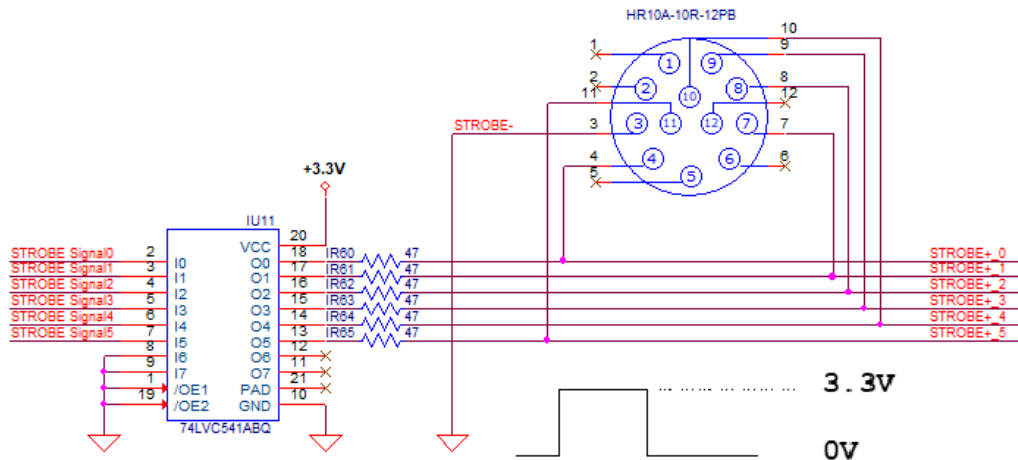 HR10A-10R-12PB
10
1 9
2 8
11 12
STROBE- 3 7
4 6
5
1 9
2 8
10
3 11 12 7
4 6
5
+3.3V
IU11
VCC 20
STROBE Signal0 2 I0 O0 18 IR60 47 STROBE+_0
STROBE Signal1 3 I1 O1 17 IR61 47 STROBE+_1
STROBE Signal2 4 I2 O2 16 IR62 47 STROBE+_2
STROBE Signal3 5 I3 O3 15 IR63 47 STROBE+_3
STROBE Signal4 6 I4 O4 14 IR64 47 STROBE+_4
STROBE Signal5 7 I5 O5 13 IR65 47 STROBE+_5
8 I6 O6 12
9 I7 O7 11
1 /OE1 PAD 21
19 /OE2 GND 10
74LVC541ABQ
3.3V
0V